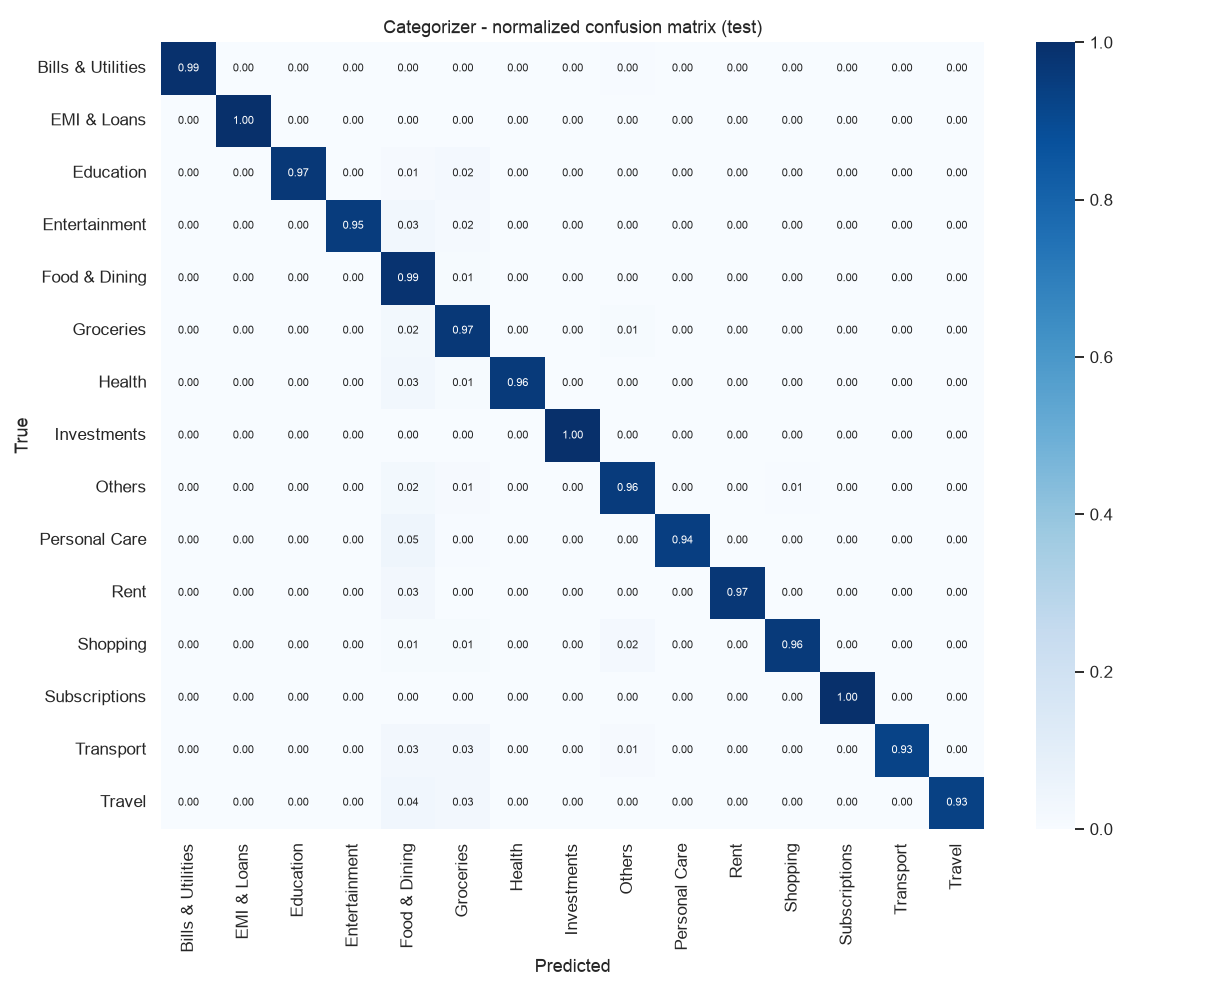 Categorizer - normalized confusion matrix (test)
Bills & Utilities 0.99 0.00 0.00 0.00 0.00 0.00 0.00 0.00 0.00 0.00 0.00 0.00 0.00 0.00 0.00
EMI & Loans 0.00 1.00 0.00 0.00 0.00 0.00 0.00 0.00 0.00 0.00 0.00 0.00 0.00 0.00 0.00
Education 0.00 0.00 0.97 0.00 0.01 0.02 0.00 0.00 0.00 0.00 0.00 0.00 0.00 0.00 0.00
Entertainment 0.00 0.00 0.00 0.95 0.03 0.02 0.00 0.00 0.00 0.00 0.00 0.00 0.00 0.00 0.00
Food & Dining 0.00 0.00 0.00 0.00 0.99 0.01 0.00 0.00 0.00 0.00 0.00 0.00 0.00 0.00 0.00
Groceries 0.00 0.00 0.00 0.00 0.02 0.97 0.00 0.00 0.01 0.00 0.00 0.00 0.00 0.00 0.00
Health 0.00 0.00 0.00 0.00 0.03 0.01 0.96 0.00 0.00 0.00 0.00 0.00 0.00 0.00 0.00
Investments 0.00 0.00 0.00 0.00 0.00 0.00 0.00 1.00 0.00 0.00 0.00 0.00 0.00 0.00 0.00
Others 0.00 0.00 0.00 0.00 0.02 0.01 0.00 0.00 0.96 0.00 0.00 0.01 0.00 0.00 0.00
Personal Care 0.00 0.00 0.00 0.00 0.05 0.00 0.00 0.00 0.00 0.94 0.00 0.00 0.00 0.00 0.00
Rent 0.00 0.00 0.00 0.00 0.03 0.00 0.00 0.00 0.00 0.00 0.97 0.00 0.00 0.00 0.00
Shopping 0.00 0.00 0.00 0.00 0.01 0.01 0.00 0.00 0.02 0.00 0.00 0.96 0.00 0.00 0.00
Subscriptions 0.00 0.00 0.00 0.00 0.00 0.00 0.00 0.00 0.00 0.00 0.00 0.00 1.00 0.00 0.00
Transport 0.00 0.00 0.00 0.00 0.03 0.03 0.00 0.00 0.01 0.00 0.00 0.00 0.00 0.93 0.00
Travel 0.00 0.00 0.00 0.00 0.04 0.03 0.00 0.00 0.00 0.00 0.00 0.00 0.00 0.00 0.93
True
Bills & Utilities
EMI & Loans
Education
Entertainment
Food & Dining
Groceries
Health
Investments
Others
Personal Care
Rent
Shopping
Subscriptions
Transport
Travel
Predicted
1.0
0.8
0.6
0.4
0.2
0.0